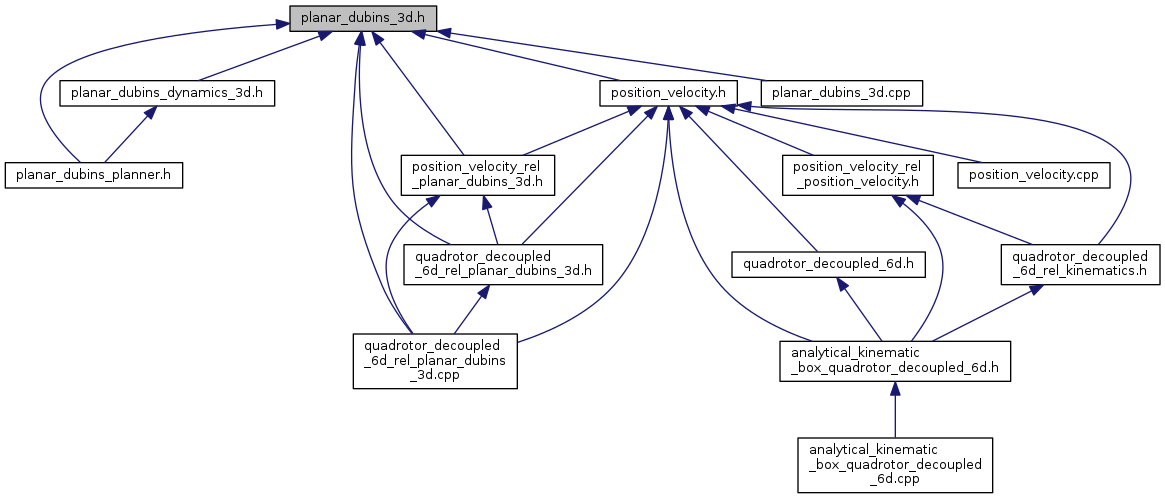 planar_dubins_3d.h
planar_dubins_dynamics_3d.h
position_velocity.h
planar_dubins_3d.cpp
planar_dubins_planner.h
position_velocity_rel
_planar_dubins_3d.h
position_velocity_rel
_position_velocity.h
position_velocity.cpp
quadrotor_decoupled
_6d_rel_planar_dubins_3d.h
quadrotor_decoupled_6d.h
quadrotor_decoupled
_6d_rel_kinematics.h
quadrotor_decoupled
_6d_rel_planar_dubins
_3d.cpp
analytical_kinematic
_box_quadrotor_decoupled_6d.h
analytical_kinematic
_box_quadrotor_decoupled
_6d.cpp